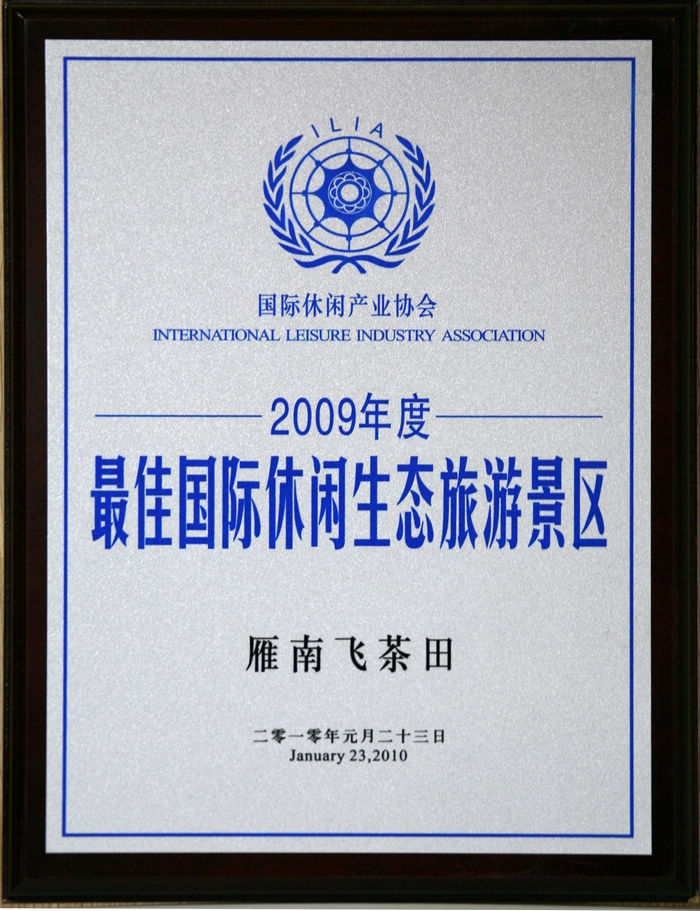 ILIA
国际休闲产业协会
INTERNATIONAL LEISURE INDUSTRY ASSOCIATION
2009年度
最佳国际休闲生态旅游景区
雁南飞茶田
二零一零年元月二十三日
January 23,2010